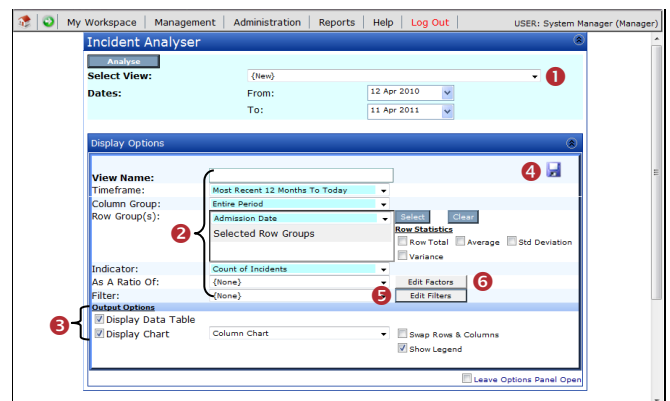 My Workspace Management Administration Reports Help Log Out USER: System Manager (Manager)
Incident Analyser
Analyse
Select View: {New} 1
Dates: From: 12 Apr 2010
To: 11 Apr 2011
Display Options
4
View Name:
Timeframe: Most Recent 12 Months To Today
Column Group: Entire Period
Row Group(s): Admission Date Select Clear
2 Selected Row Groups Row Statistics
Row Total Average Std Deviation
Variance
Indicator: Count of Incidents
As A Ratio Of: {None} Edit Factors 6
Filter: {None} 5 Edit Filters
Output Options
3 Display Data Table
Display Chart Column Chart Swap Rows & Columns
Show Legend
Leave Options Panel Open